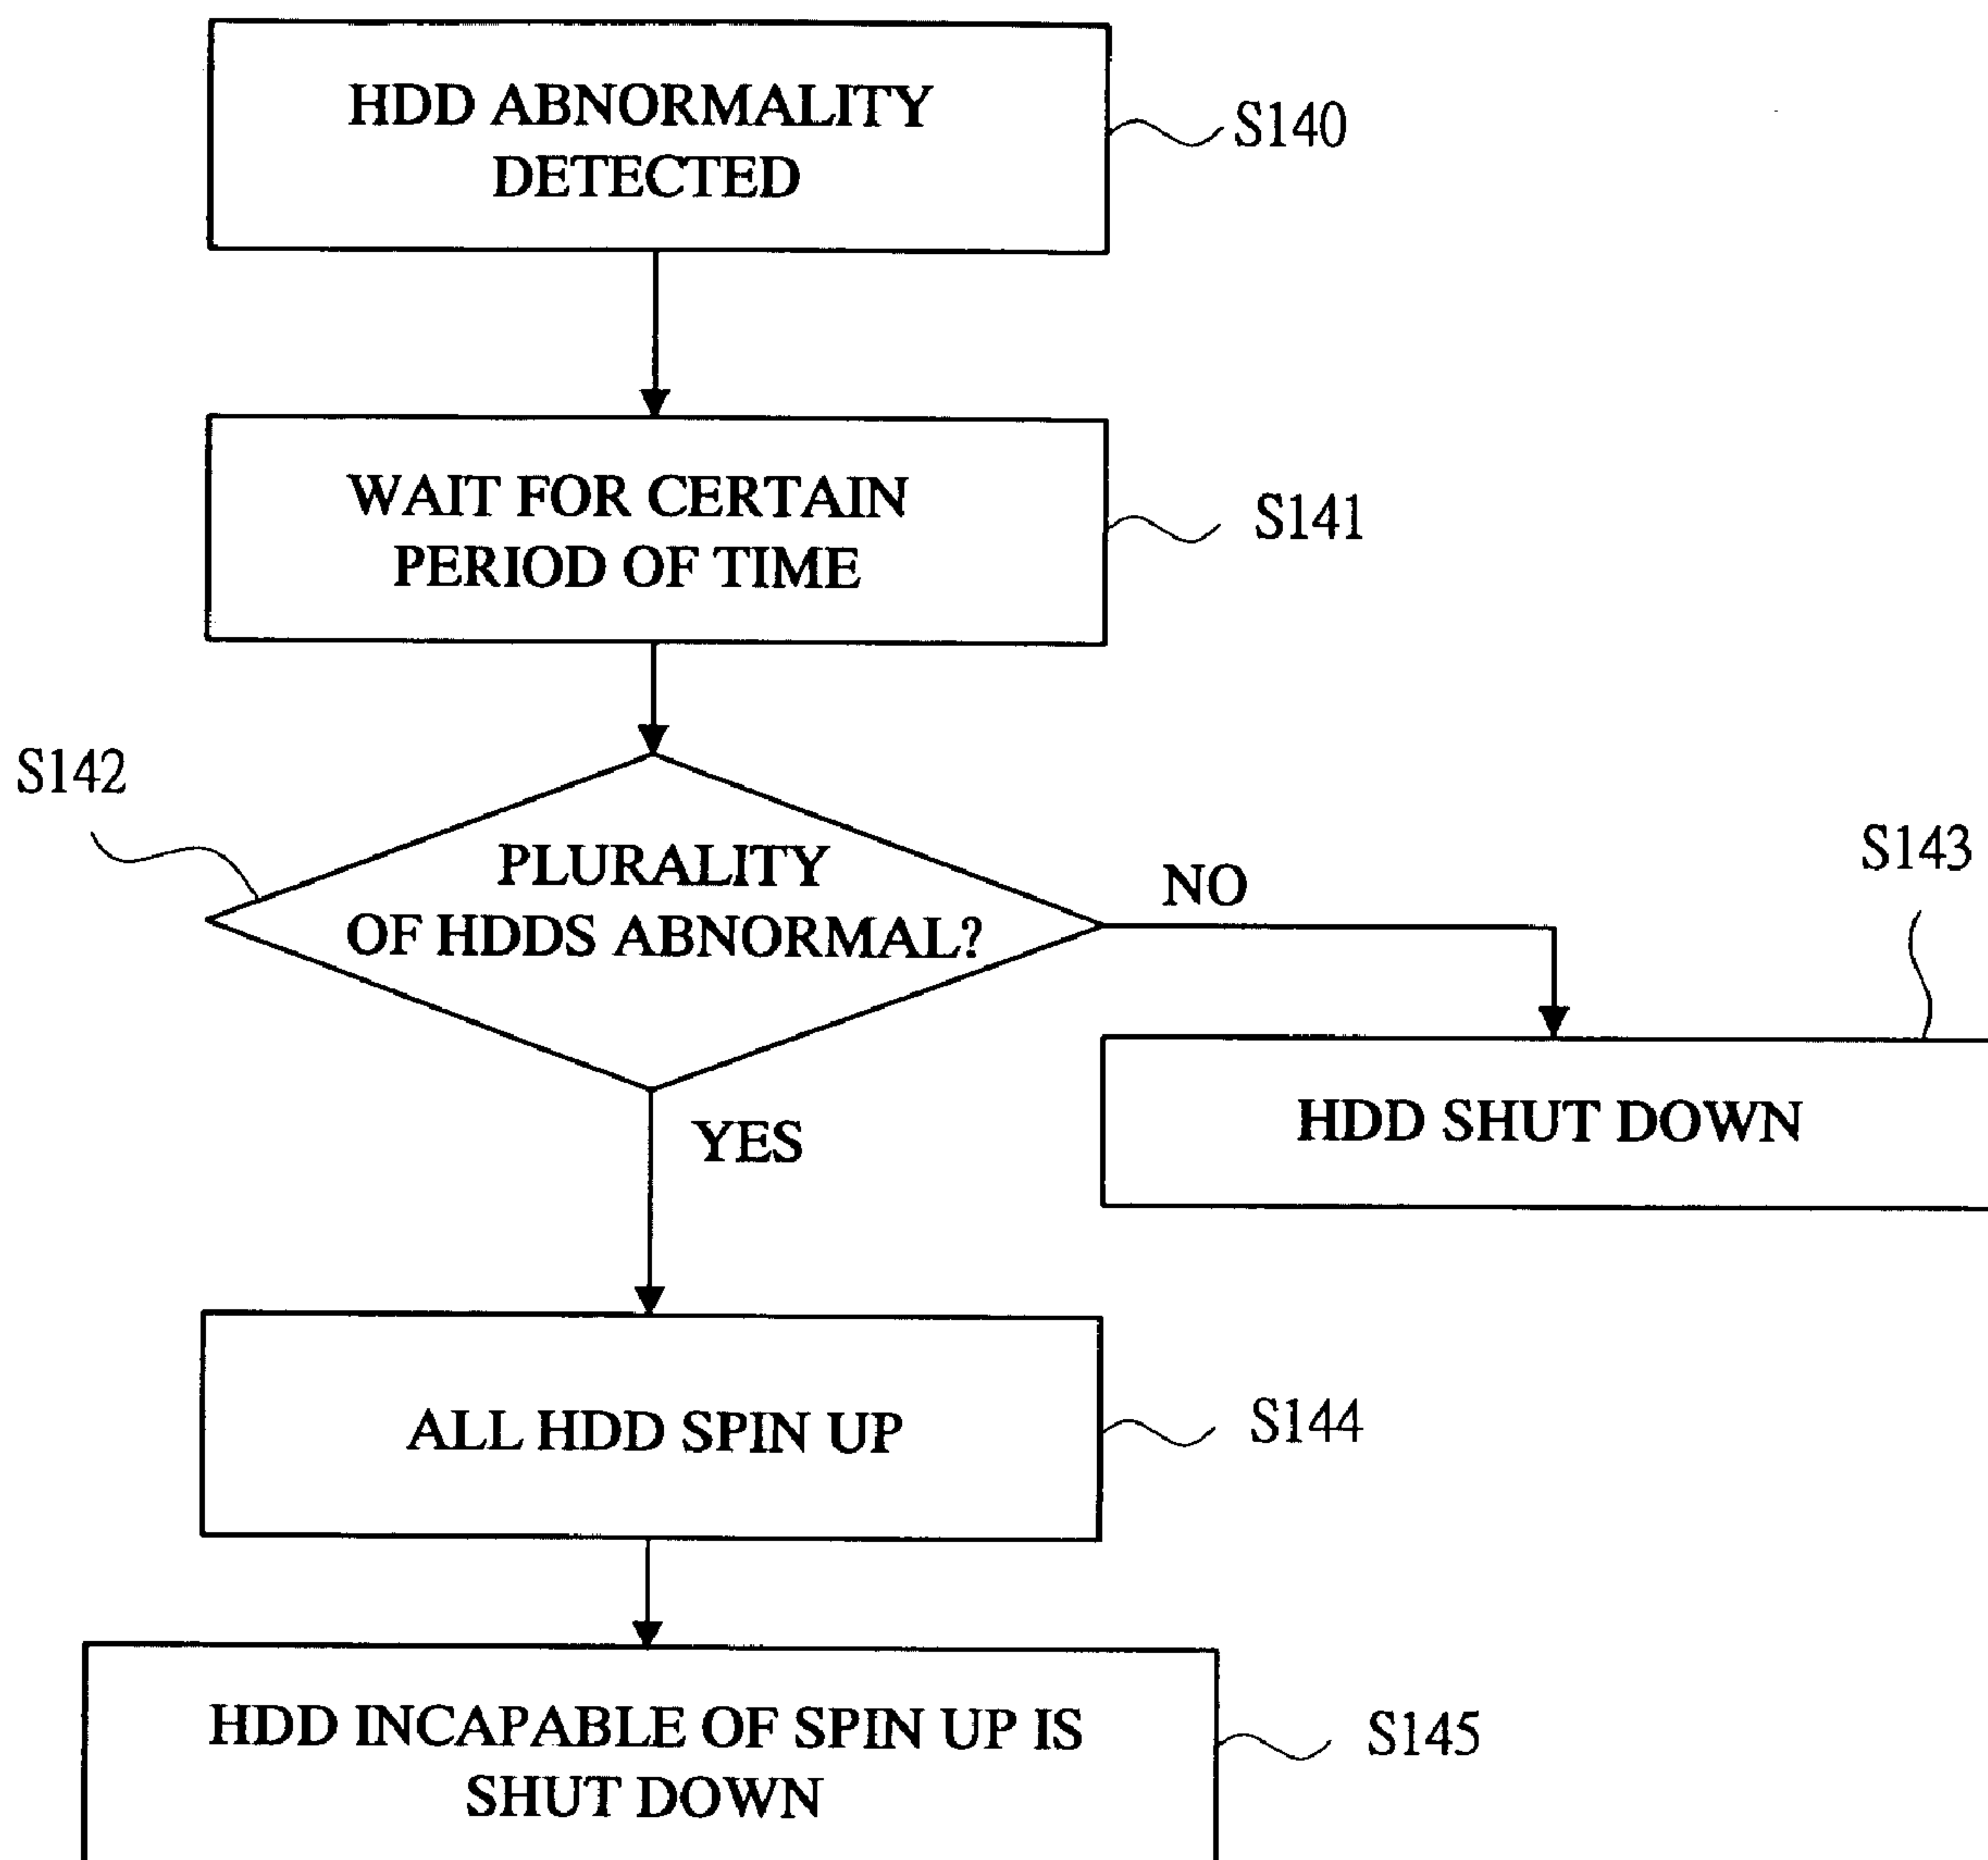 HDD ABNORMALITY
DETECTED
S140
WAIT FOR CERTAIN
PERIOD OF TIME
S141
S142
PLURALITY
OF HDDS ABNORMAL?
NO
S143
HDD SHUT DOWN
YES
ALL HDD SPIN UP
S144
HDD INCAPABLE OF SPIN UP IS
SHUT DOWN
S145